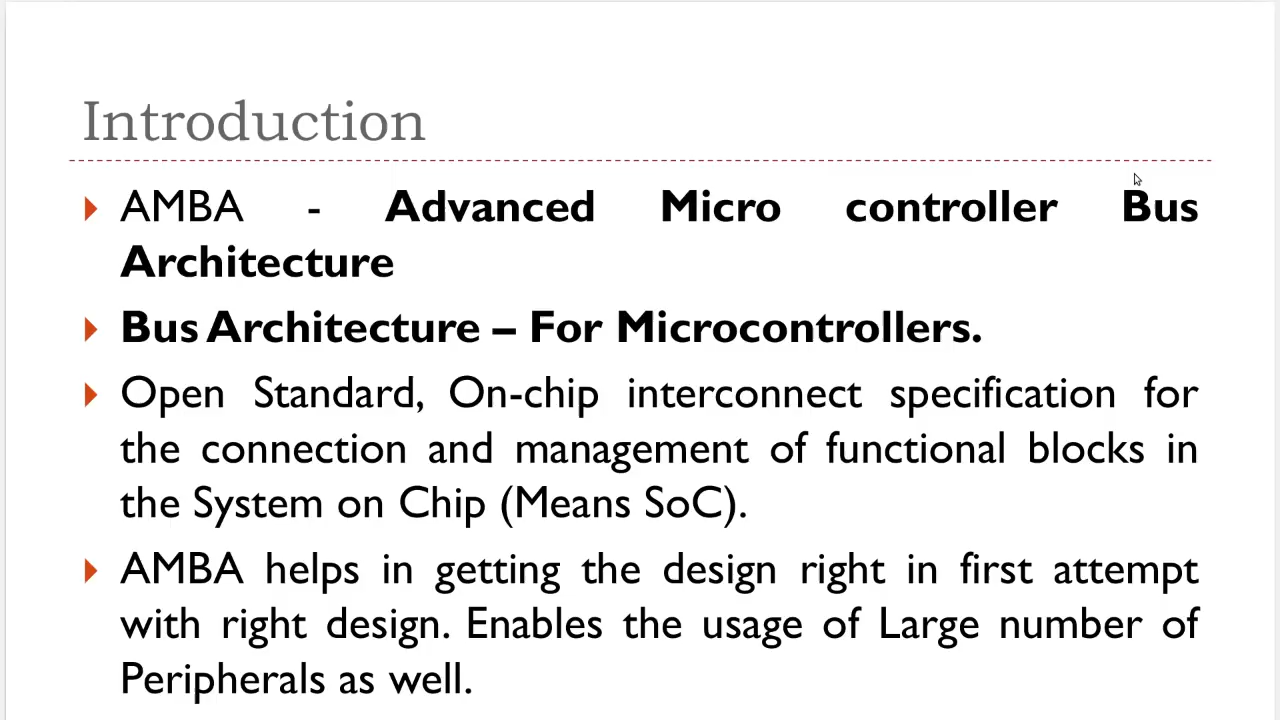 Introduction
AMBA - Advanced Micro controller Bus
Architecture
Bus Architecture – For Microcontrollers.
Open Standard, On-chip interconnect specification for
the connection and management of functional blocks in
the System on Chip (Means SoC).
AMBA helps in getting the design right in first attempt
with right design. Enables the usage of Large number of
Peripherals as well.